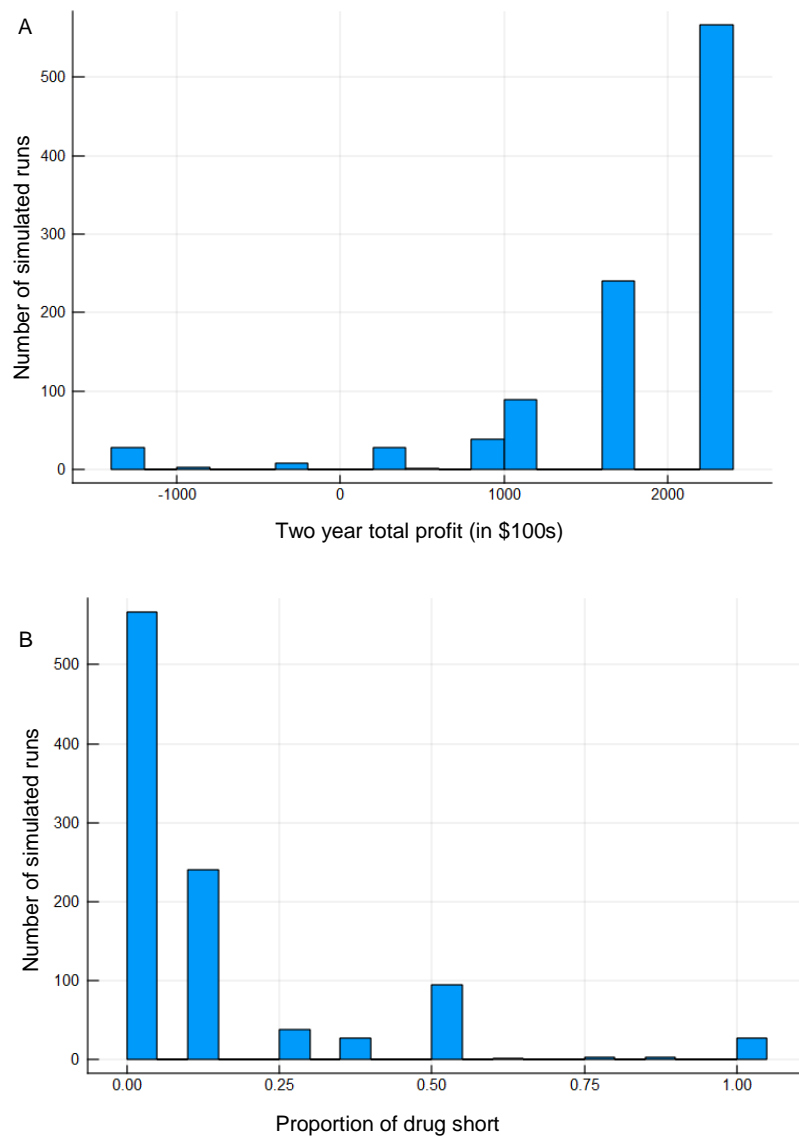 A
Number of simulated runs
500
400
300
200
100
0
-1000 0 1000 2000
Two year total profit (in $100s)
B
Number of simulated runs
500
400
300
200
100
0
0.00 0.25 0.50 0.75 1.00
Proportion of drug short